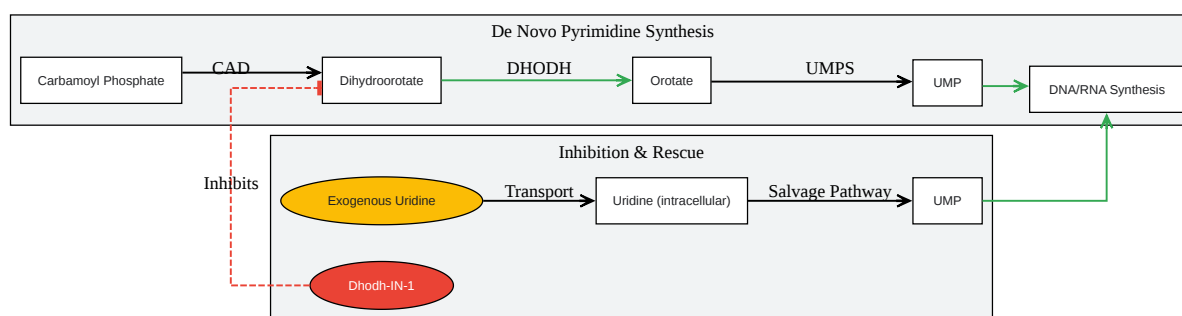 De Novo Pyrimidine Synthesis
CAD
DHODH
UMPS
Carbamoyl Phosphate
Dihydroorotate
Orotate
UMP
DNA/RNA Synthesis
Inhibition & Rescue
Inhibits
Exogenous Uridine
Transport
Uridine (intracellular)
Salvage Pathway
UMP
Dhodh-IN-1